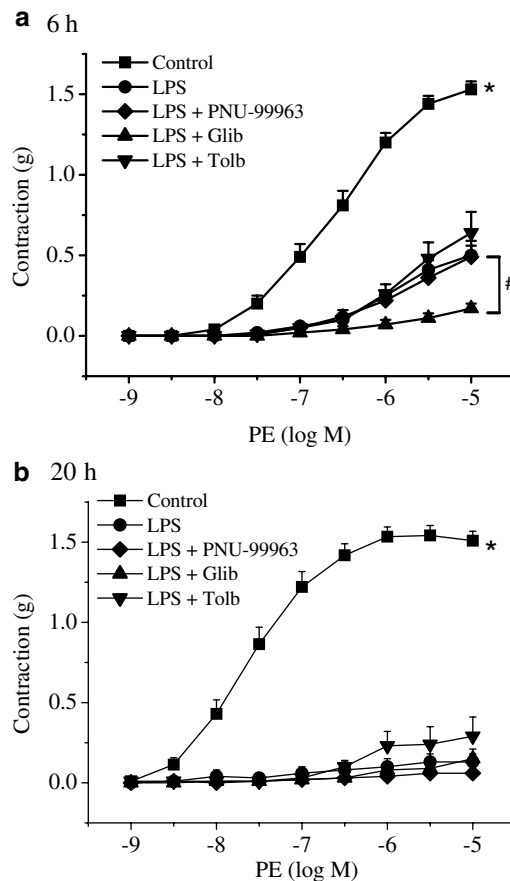 a 6 h
Control
LPS
LPS + PNU-99963
LPS + Glib
LPS + Tolb
*
#
Contraction (g)
1.5
1.0
0.5
0.0
-9 -8 -7 -6 -5
PE (log M)
b 20 h
Control
LPS
LPS + PNU-99963
LPS + Glib
LPS + Tolb
*
Contraction (g)
1.5
1.0
0.5
0.0
-9 -8 -7 -6 -5
PE (log M)